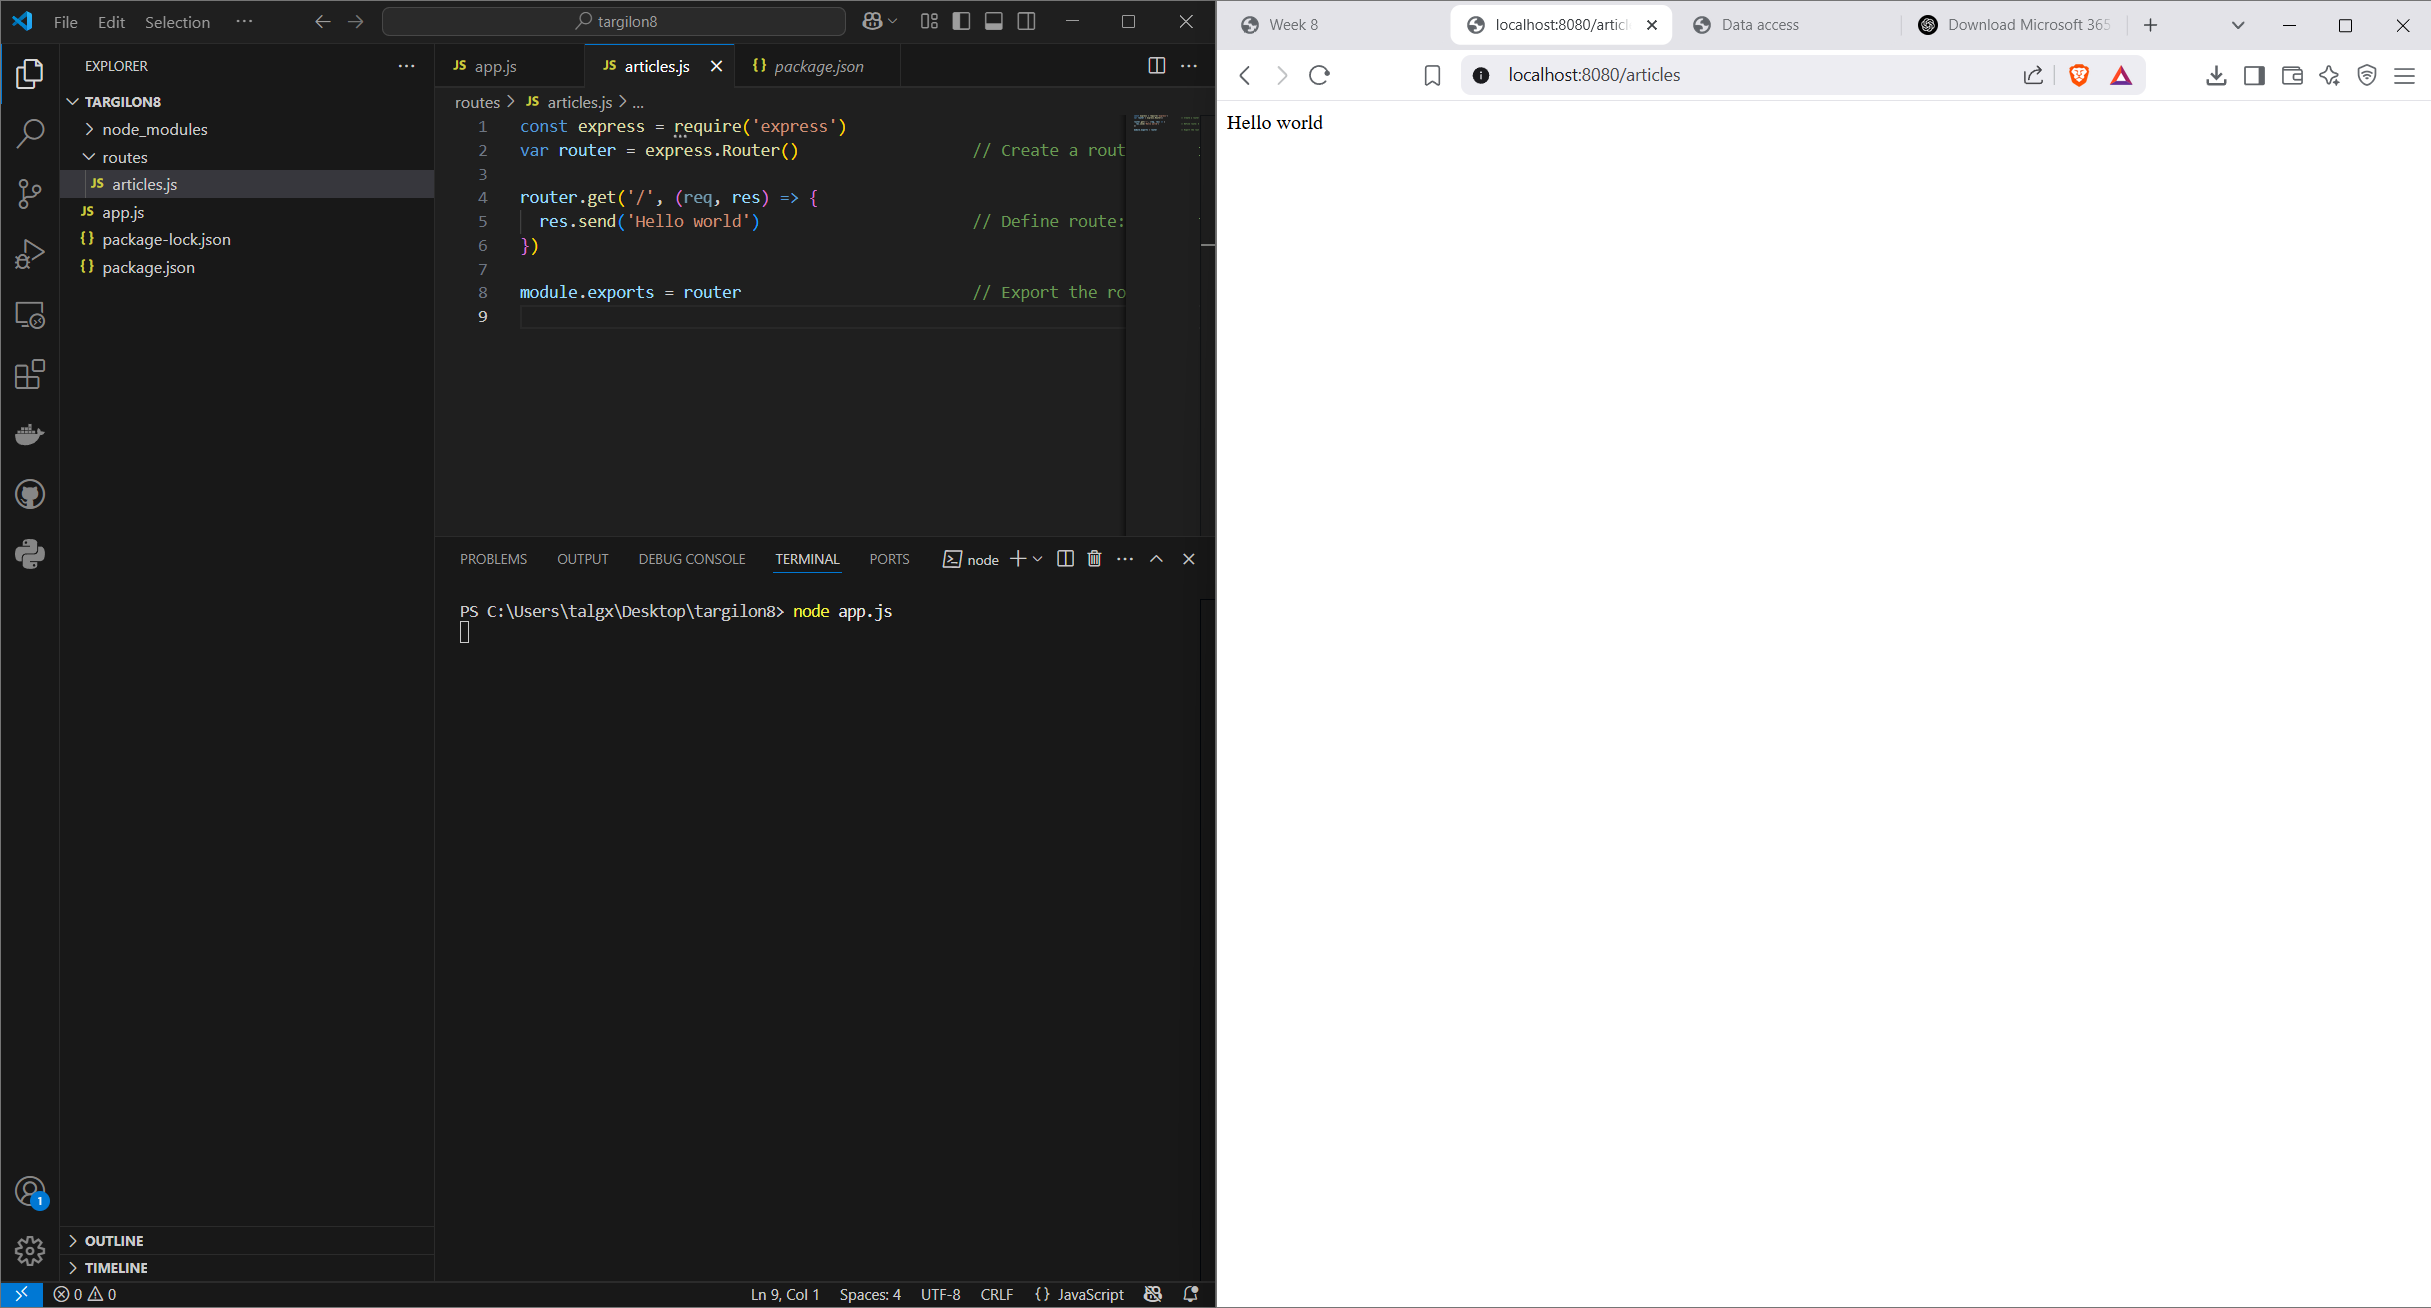 File Edit Selection ··· targilon8
EXPLORER
TARGILON8
node_modules
routes
JS articles.js
JS app.js
{} package-lock.json
{} package.json
OUTLINE
TIMELINE
JS app.js JS articles.js {} package.json
routes > JS articles.js > ...
1 const express = require('express')
2 var router = express.Router() // Create a rout
3
4 router.get('/', (req, res) => {
5 res.send('Hello world') // Define route:
6 })
7
8 module.exports = router // Export the ro
9
PROBLEMS OUTPUT DEBUG CONSOLE TERMINAL PORTS node
PS C:\Users\talgx\Desktop\targilon8> node app.js
1
0 0 Ln 9, Col 1 Spaces: 4 UTF-8 CRLF {} JavaScript
Week 8 localhost:8080/articl Data access Download Microsoft 365
localhost:8080/articles
Hello world